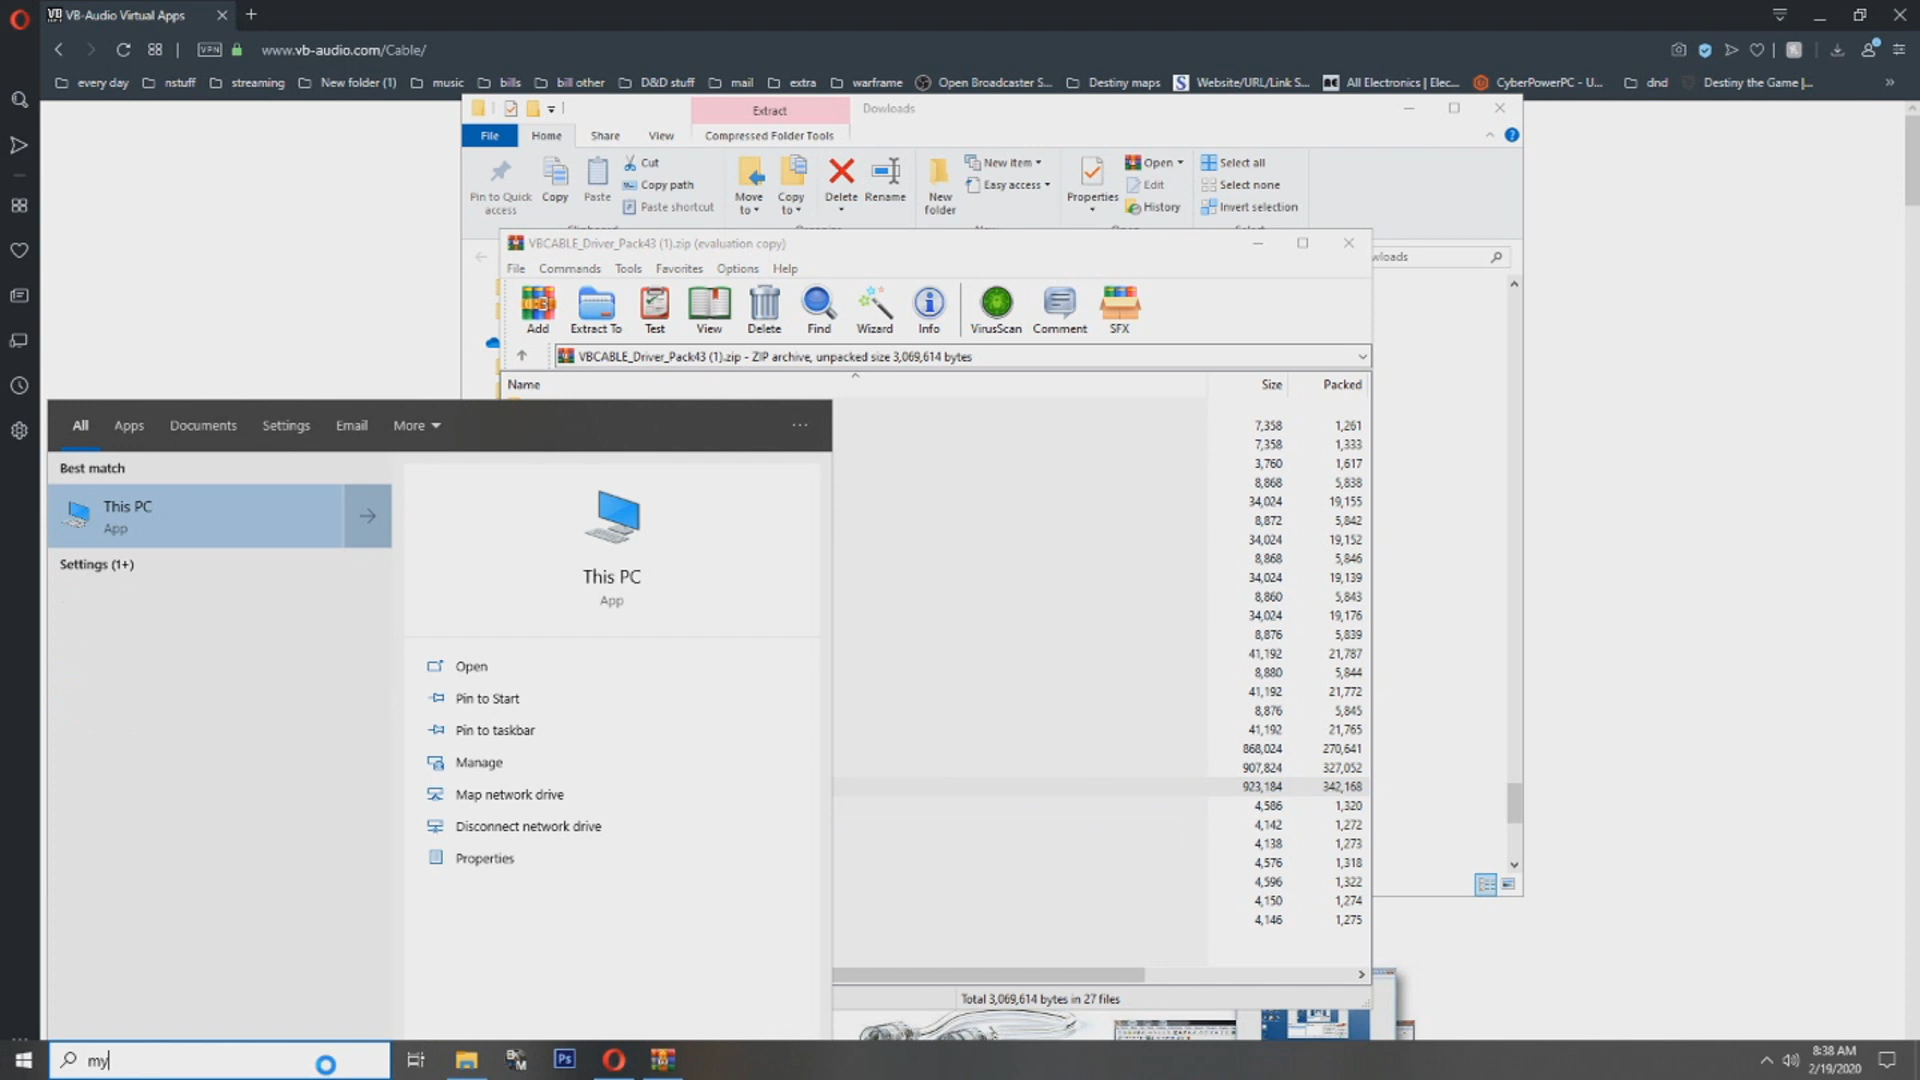 VB-Audio Virtual Apps
VPN
www.vb-audio.com/Cable/
every day nstuff streaming New folder (1) music bills bill other D&D stuff mail extra warframe Open Broadcaster S... Destiny maps Website/URL/Link S... All Electronics | Elec... CyberPowerPC - U... dnd Destiny the Game |... »
Extract Dowloads
File Home Share View Compressed Folder Tools
Pin to Quick access
Copy
Paste
Cut
Copy path
Paste shortcut
Move to
Copy to
Delete
Rename
New folder
New item
Easy access
Properties
Open
Edit
History
Select all
Select none
Invert selection
VBCABLE_Driver_Pack43 (1).zip (evaluation copy)
File Commands Tools Favorites Options Help
wloads
Add Extract To Test View Delete Find Wizard Info VirusScan Comment SFX
VBCABLE_Driver_Pack43 (1).zip - ZIP archive, unpacked size 3,069,614 bytes
Name Size Packed
All Apps Documents Settings Email More ...
Best match
This PC
App
Settings (1+)
This PC
App
Open
Pin to Start
Pin to taskbar
Manage
Map network drive
Disconnect network drive
Properties
7,358 1,261
7,358 1,333
3,760 1,617
8,868 5,838
34,024 19,155
8,872 5,842
34,024 19,152
8,868 5,846
34,024 19,139
8,860 5,843
34,024 19,176
8,876 5,839
41,192 21,787
8,880 5,844
41,192 21,772
8,876 5,845
41,192 21,765
868,024 270,641
907,824 327,052
923,184 342,168
4,586 1,320
4,142 1,272
4,138 1,273
4,576 1,318
4,596 1,322
4,150 1,274
4,146 1,275
Total 3,069,614 bytes in 27 files
my
Ps
8:38 AM
2/19/2020